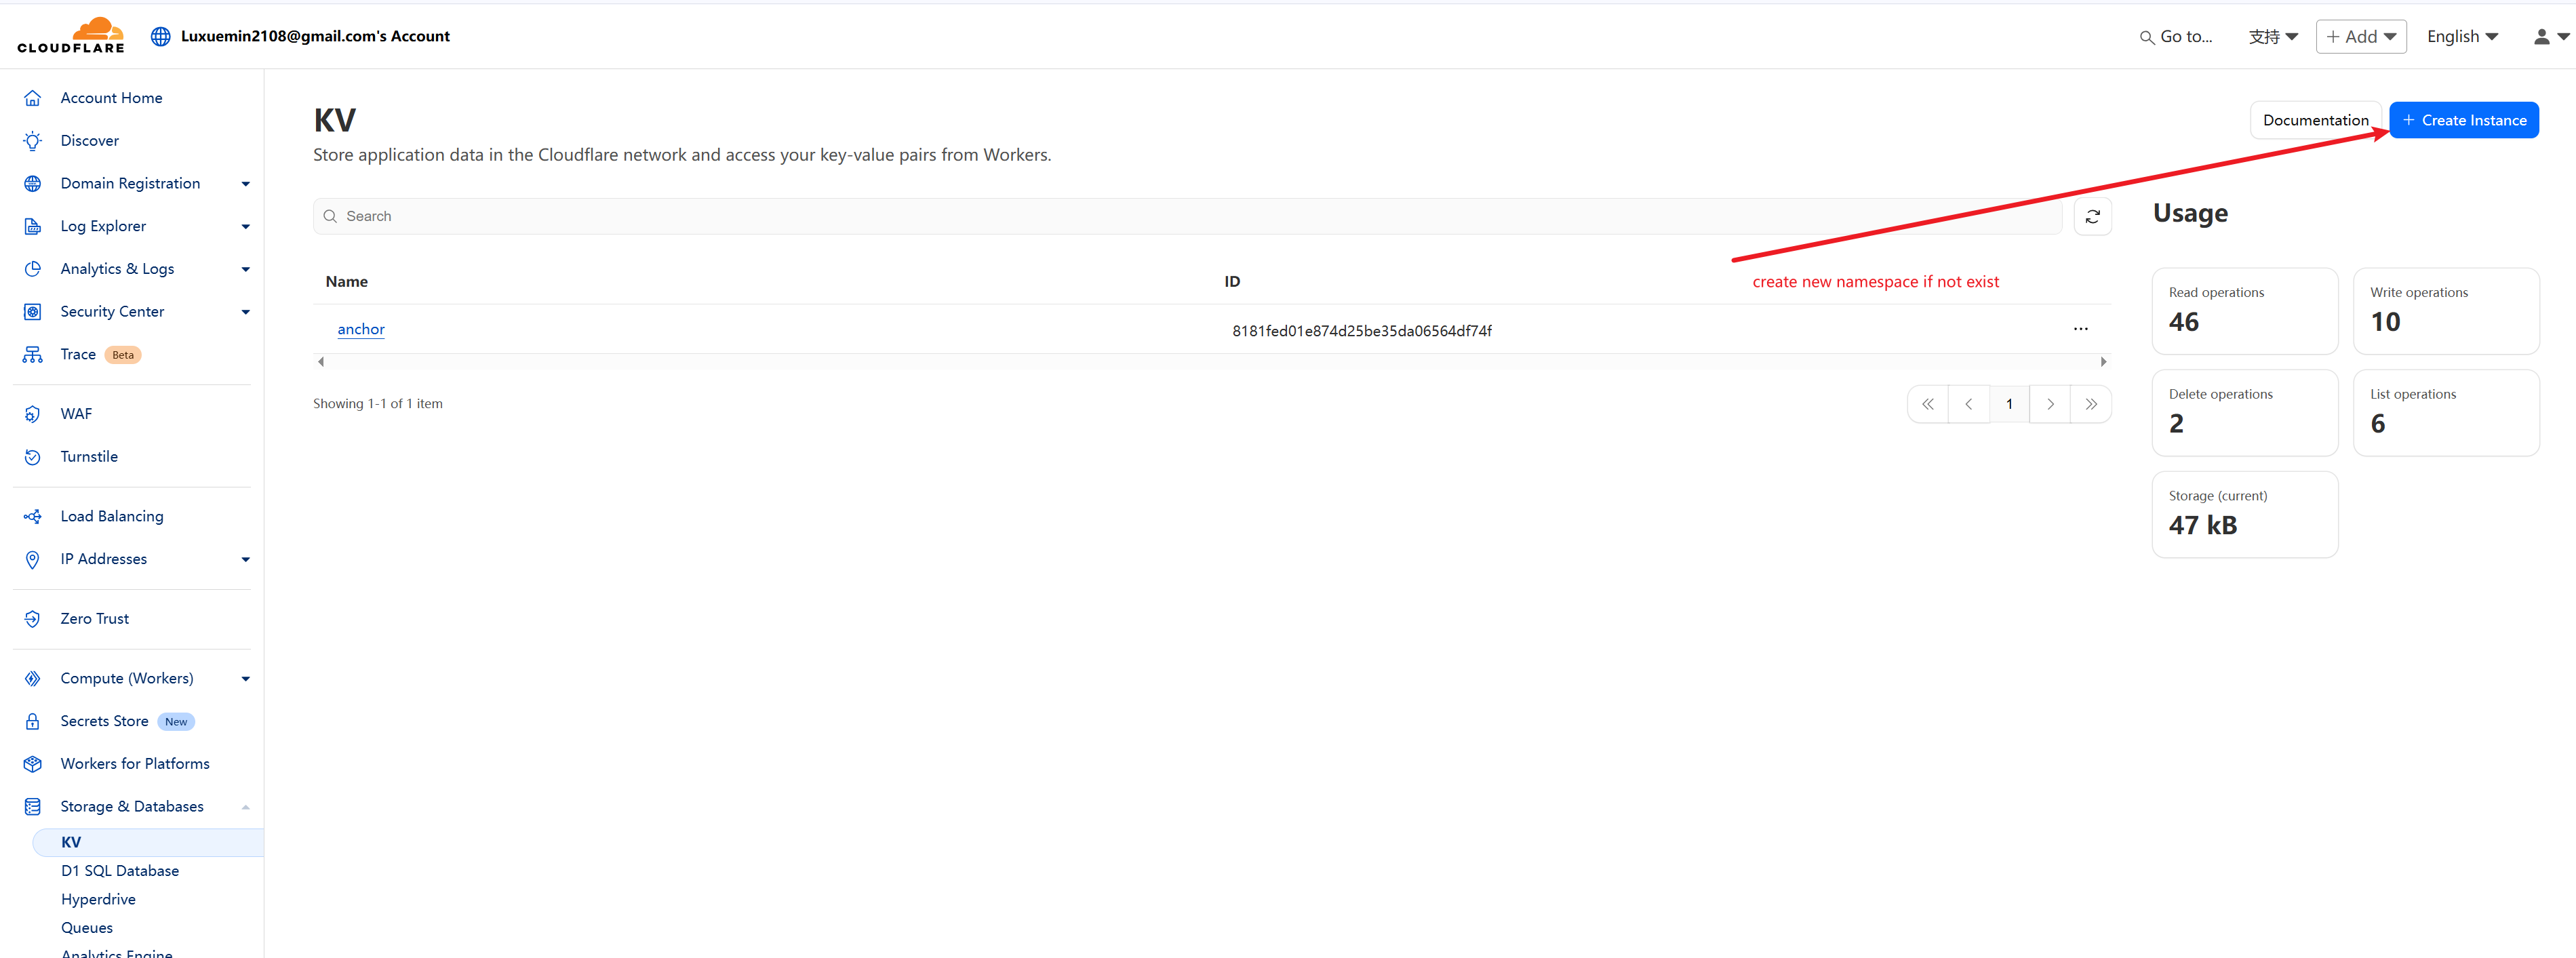 CLOUDFLARE
Luxuemin2108@gmail.com's Account
Go to...
支持
+ Add
English
Account Home
Discover
Domain Registration
Log Explorer
Analytics & Logs
Security Center
Trace Beta
WAF
Turnstile
Load Balancing
IP Addresses
Zero Trust
Compute (Workers)
Secrets Store New
Workers for Platforms
Storage & Databases
KV
D1 SQL Database
Hyperdrive
Queues
Analytics Engine
KV
Store application data in the Cloudflare network and access your key-value pairs from Workers.
Documentation
+ Create Instance
Search
Name ID
create new namespace if not exist
anchor 8181fed01e874d25be35da06564df74f ...
Showing 1-1 of 1 item
1
Usage
Read operations
46
Write operations
10
Delete operations
2
List operations
6
Storage (current)
47 kB